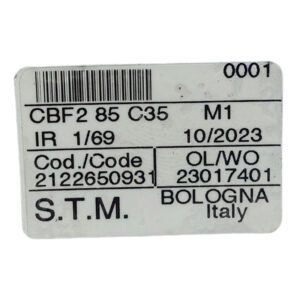 0001
CBF2 85 C35 M1
IR 1/69 10/2023
Cod./Code OL/WO
2122650931 23017401
S.T.M. BOLOGNA
Italy